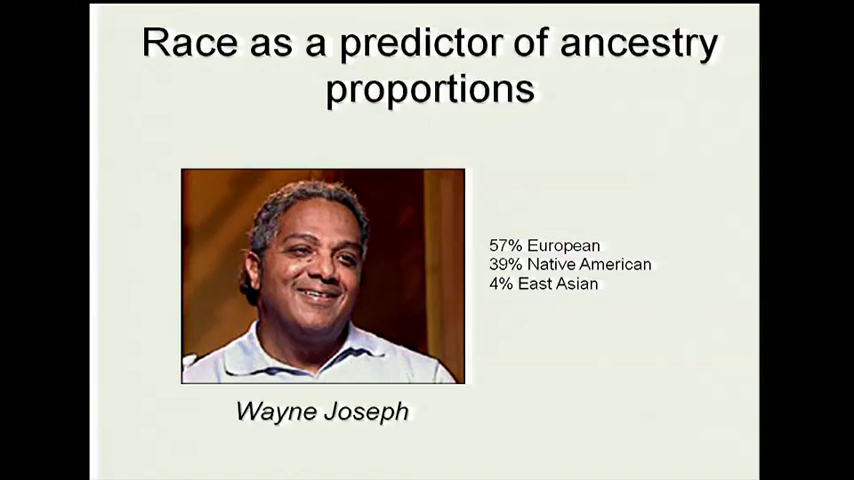 Race as a predictor of ancestry
proportions
57% European
39% Native American
4% East Asian
Wayne Joseph